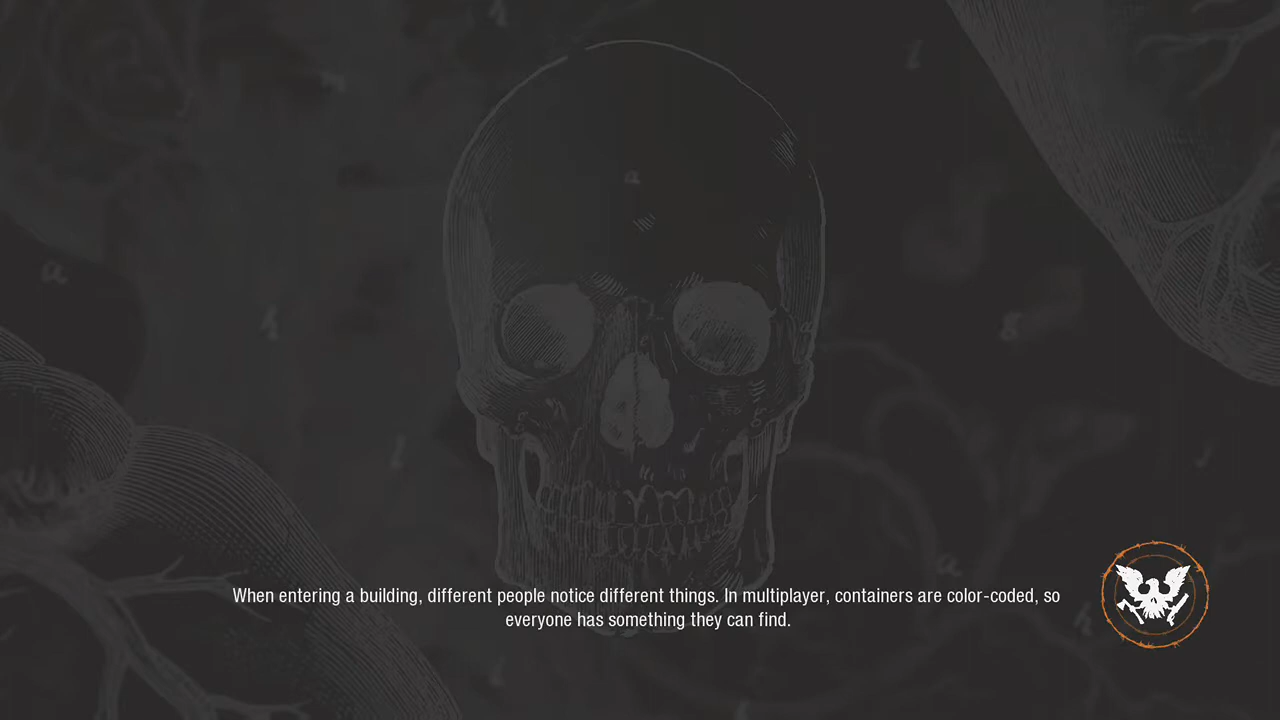 When entering a building, different people notice different things. In multiplayer, containers are color-coded, so
everyone has something they can find.